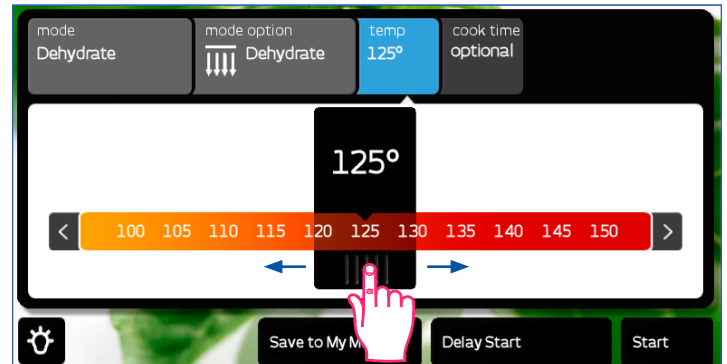 mode
Dehydrate
mode option
Dehydrate
temp
125°
cook time
optional
125°
< 100 105 110 115 120 125 130 135 140 145 150 >
Save to My M
Delay Start
Start